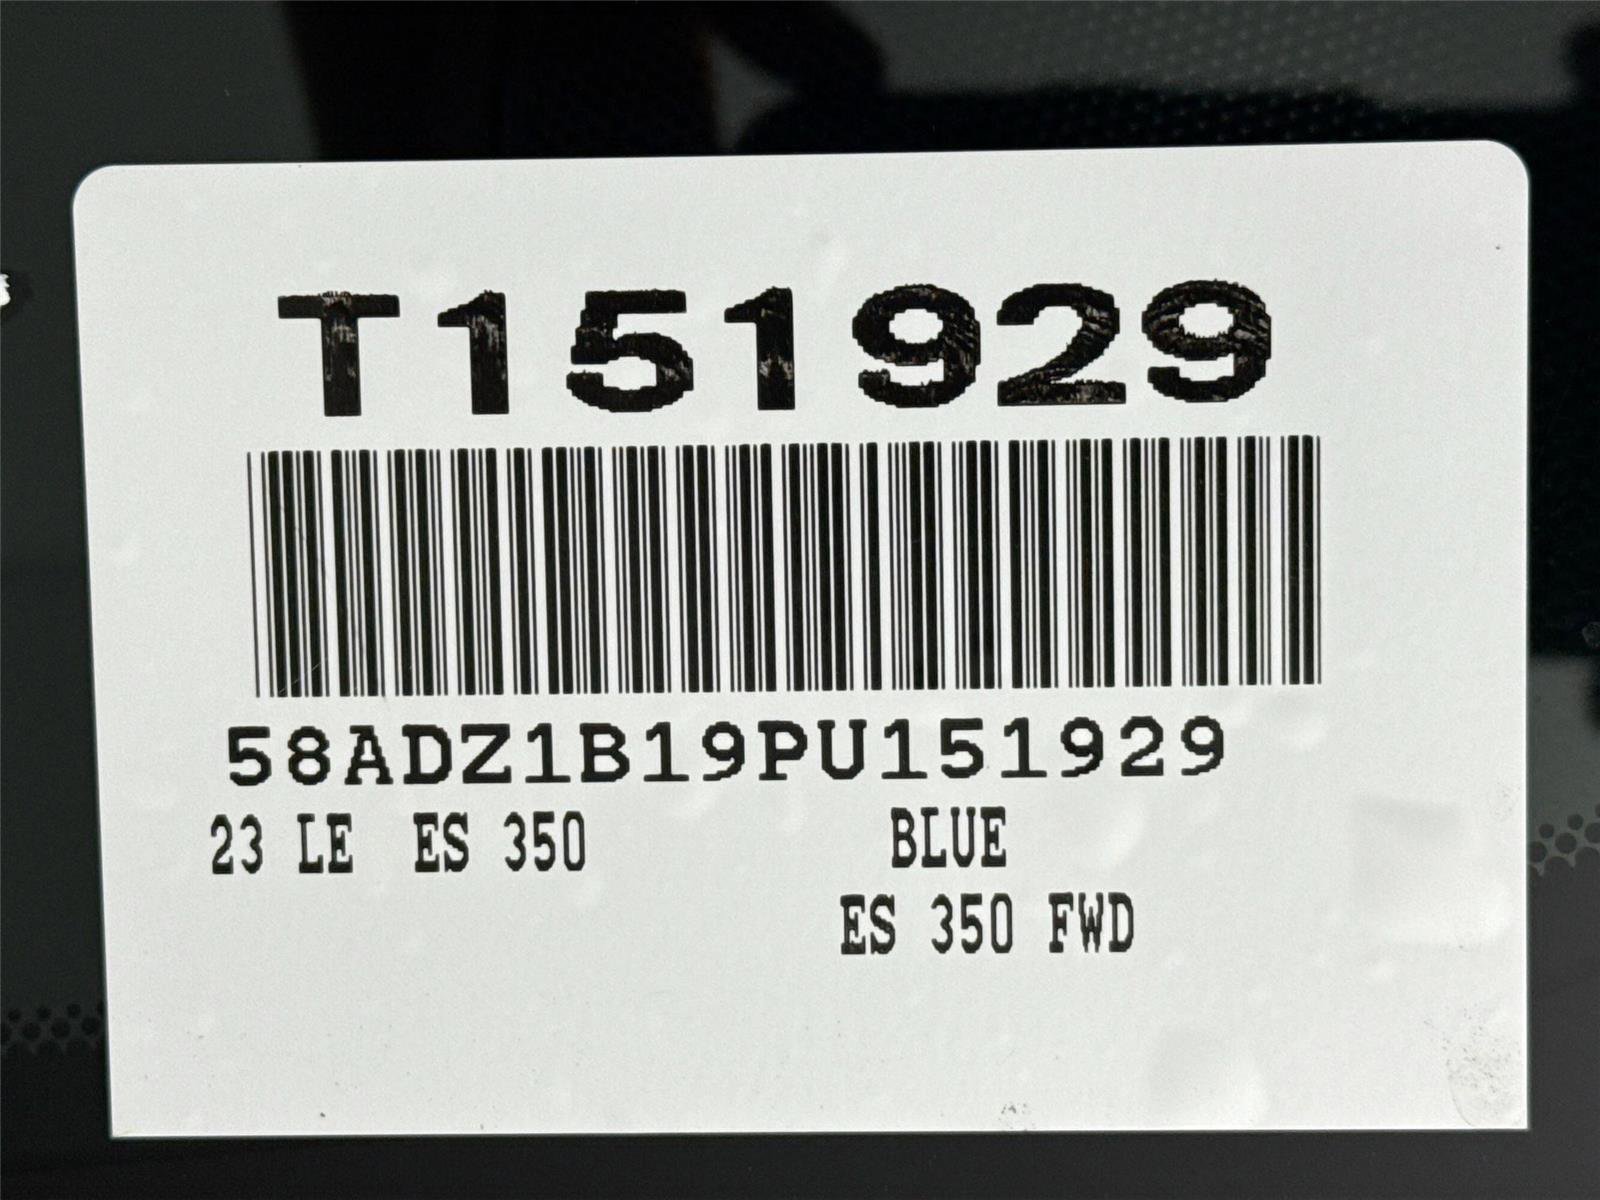 T151929
58ADZ1B19PU151929
23 LE ES 350 BLUE
ES 350 FWD